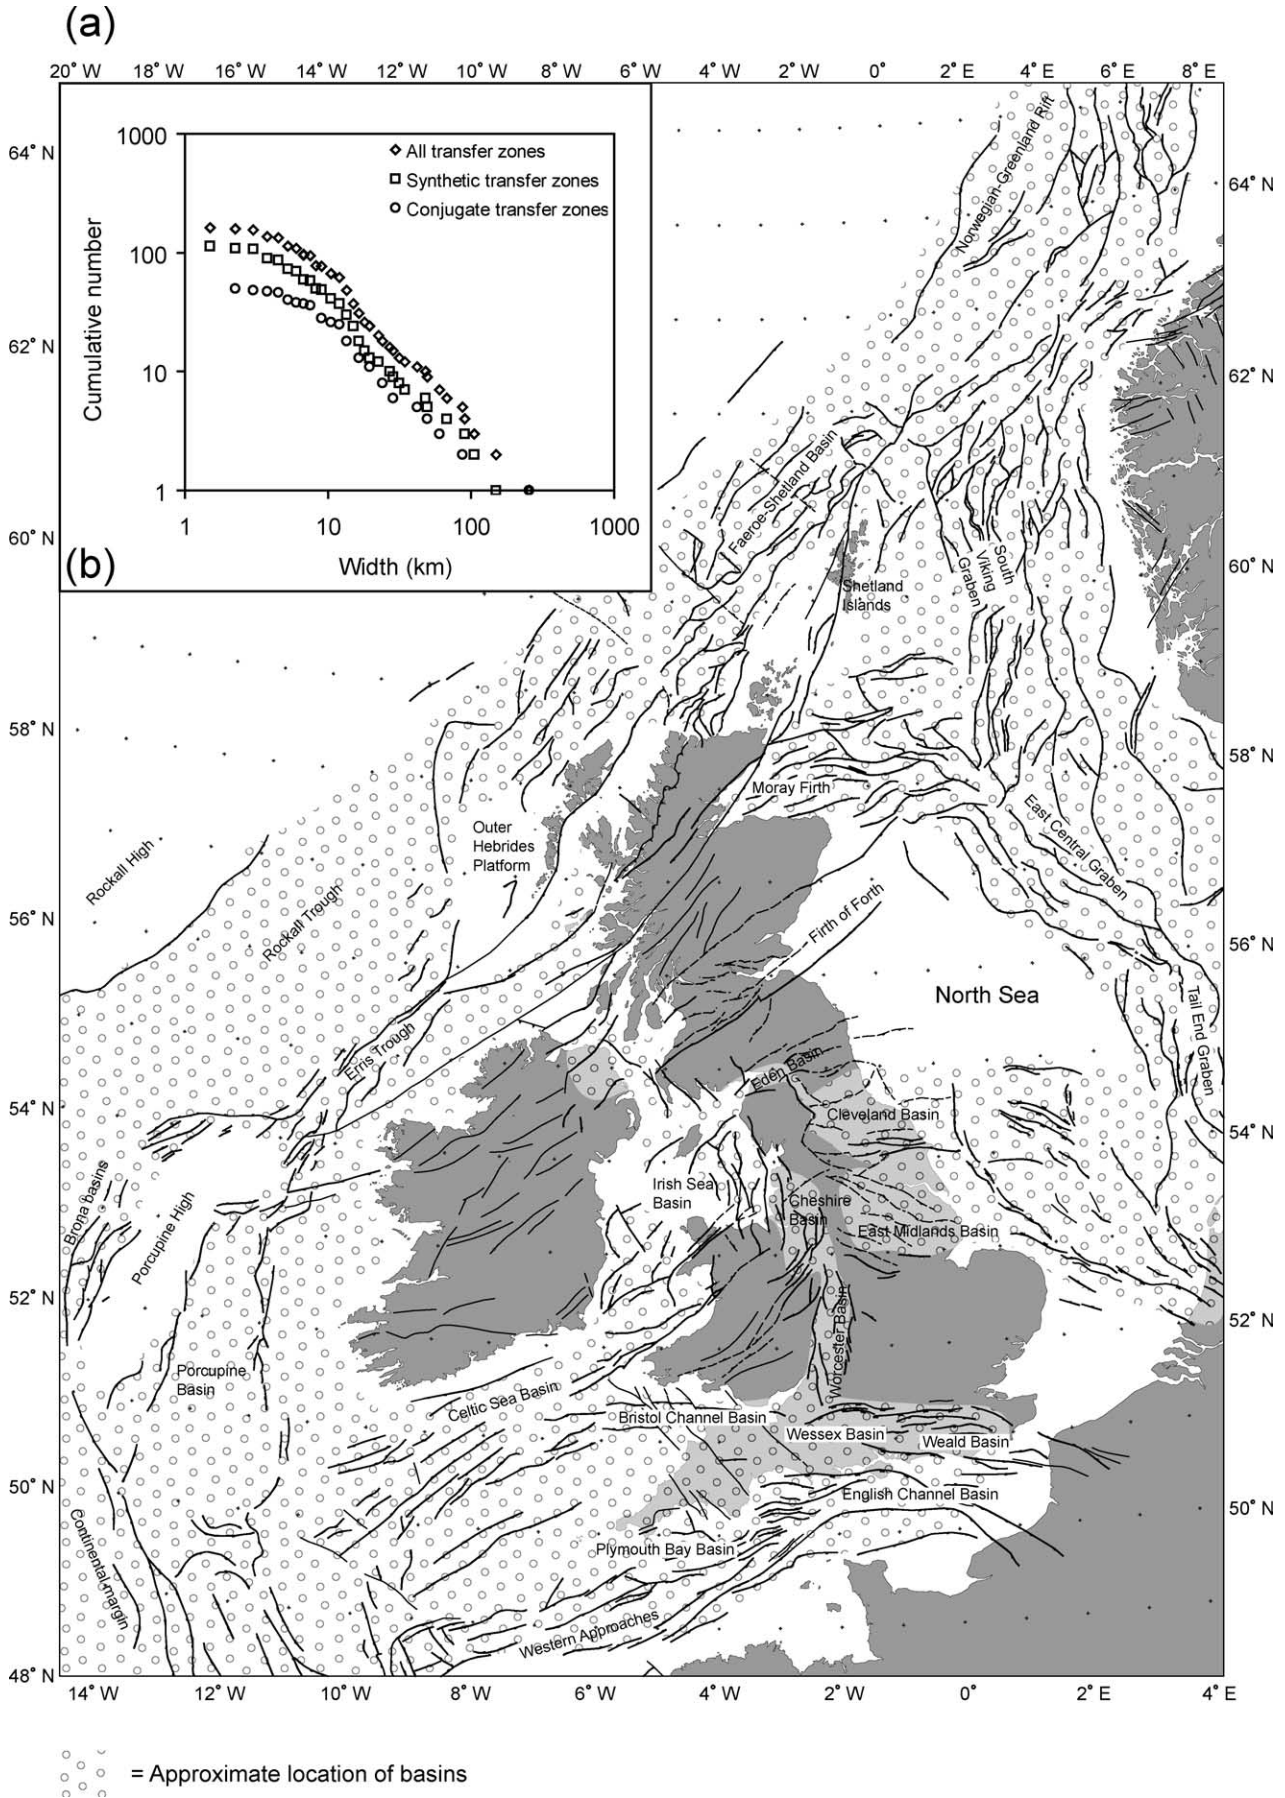 (a)
20° W 18° W 16° W 14° W 12° W 10° W 8° W 6° W 4° W 2° W 0° 2° E 4° E 6° E 8° E
1000
100
10
1
Cumulative number
All transfer zones
Synthetic transfer zones
Conjugate transfer zones
1 10 100 1000
Width (km)
(b)
64° N
62° N
60° N
58° N
56° N
54° N
52° N
50° N
48° N
64° N
62° N
60° N
58° N
56° N
54° N
52° N
50° N
Norwegian-Greenland Rift
Faeroe-Shetland Basin
Shetland
Islands
South
Viking
Graben
Moray Firth
Outer
Hebrides
Platform
East Central Graben
Rockall High
Rockall Trough
Firth of Forth
North Sea
Tail End Graben
Erris Trough
Eden Basin
Cleveland Basin
Irish Sea
Basin
Cheshire
Basin
East Midlands Basin
Brona basins
Porcupine High
Worcester Basin
Porcupine
Basin
Celtic Sea Basin
Bristol Channel Basin
Wessex Basin
Weald Basin
English Channel Basin
Plymouth Bay Basin
Continental margin
Western Approaches
14° W 12° W 10° W 8° W 6° W 4° W 2° W 0° 2° E 4° E
= Approximate location of basins